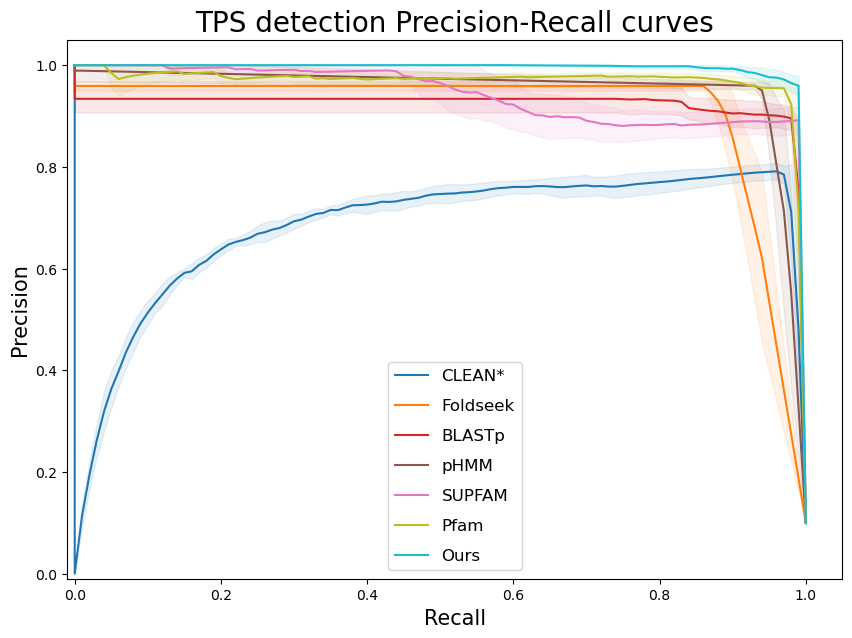 TPS detection Precision-Recall curves
Precision
1.0
0.8
0.6
0.4
0.2
0.0
CLEAN*
Foldseek
BLASTp
pHMM
SUPFAM
Pfam
Ours
0.0 0.2 0.4 0.6 0.8 1.0
Recall